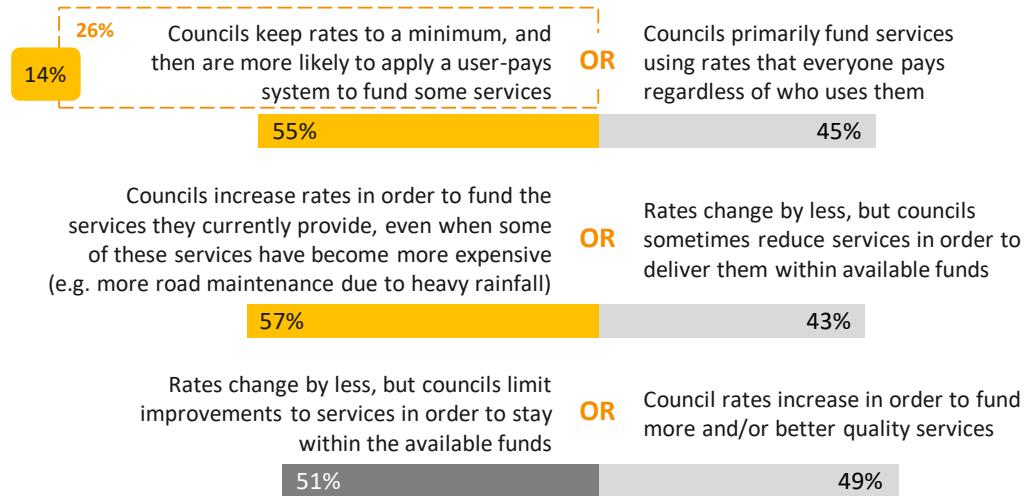 26%
14%
Councils keep rates to a minimum, and
then are more likely to apply a user-pays
system to fund some services
OR
Councils primarily fund services
using rates that everyone pays
regardless of who uses them
55%
45%
Councils increase rates in order to fund the
services they currently provide, even when some
of these services have become more expensive
(e.g. more road maintenance due to heavy rainfall)
OR
Rates change by less, but councils
sometimes reduce services in order to
deliver them within available funds
57%
43%
Rates change by less, but councils limit
improvements to services in order to stay
within the available funds
OR
Council rates increase in order to fund
more and/or better quality services
51%
49%